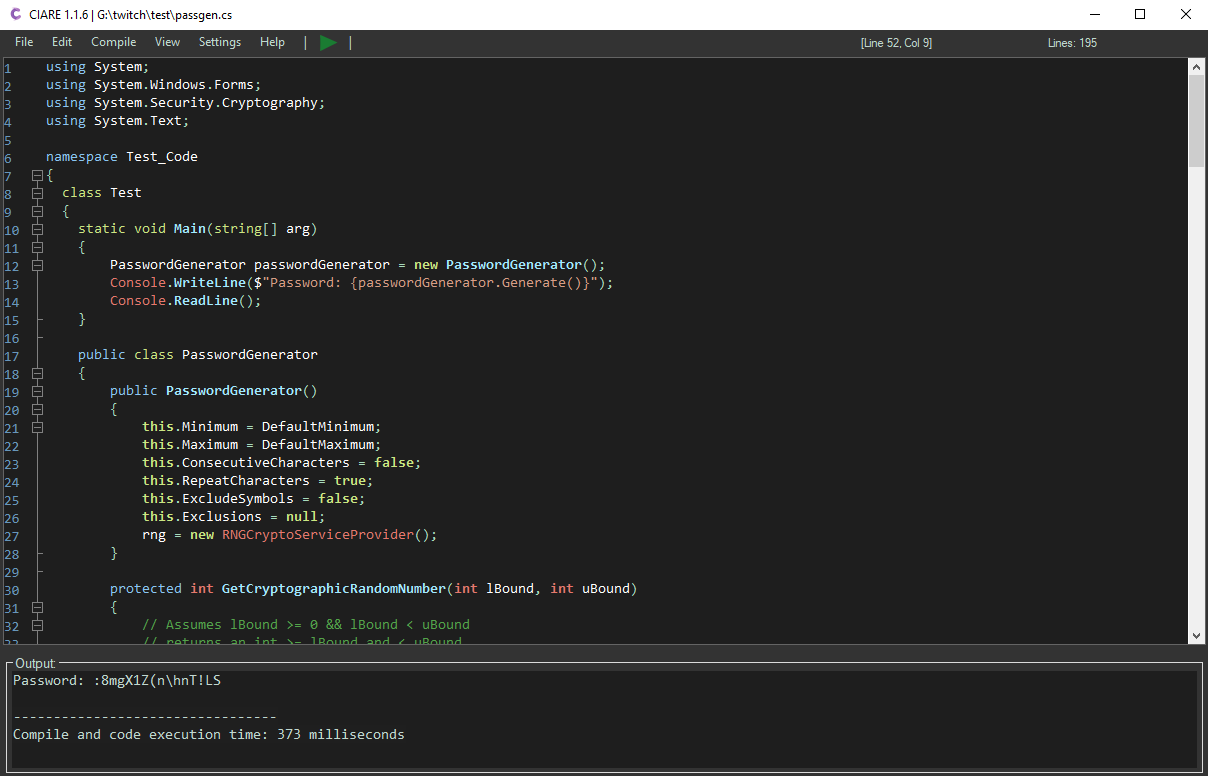 CIARE 1.1.6 | G:\twitch\test\passgen.cs
File Edit Compile View Settings Help | | [Line 52, Col 9] Lines: 195
1 using System;
2 using System.Windows.Forms;
3 using System.Security.Cryptography;
4 using System.Text;
5
6 namespace Test_Code
7 {
8   class Test
9   {
10     static void Main(string[] arg)
11     {
12         PasswordGenerator passwordGenerator = new PasswordGenerator();
13         Console.WriteLine($"Password: {passwordGenerator.Generate()}");
14         Console.ReadLine();
15     }
16
17     public class PasswordGenerator
18     {
19         public PasswordGenerator()
20         {
21             this.Minimum = DefaultMinimum;
22             this.Maximum = DefaultMaximum;
23             this.ConsecutiveCharacters = false;
24             this.RepeatCharacters = true;
25             this.ExcludeSymbols = false;
26             this.Exclusions = null;
27             rng = new RNGCryptoServiceProvider();
28         }
29
30         protected int GetCryptographicRandomNumber(int lBound, int uBound)
31         {
32             // Assumes lBound >= 0 && lBound < uBound
33             // returns an int >= lBound and < uBound
Output:
Password: :8mgX1Z(n\hnT!LS
---------------------------------
Compile and code execution time: 373 milliseconds